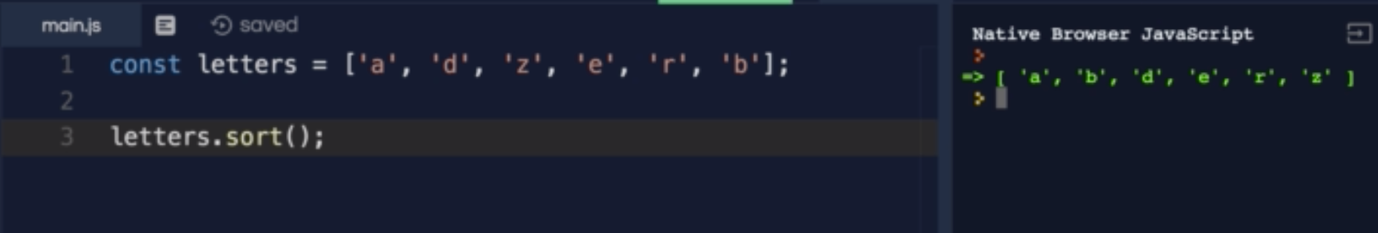 main.js saved
1 const letters = ['a', 'd', 'z', 'e', 'r', 'b'];
2
3 letters.sort();
Native Browser JavaScript
>
=> [ 'a', 'b', 'd', 'e', 'r', 'z' ]
>